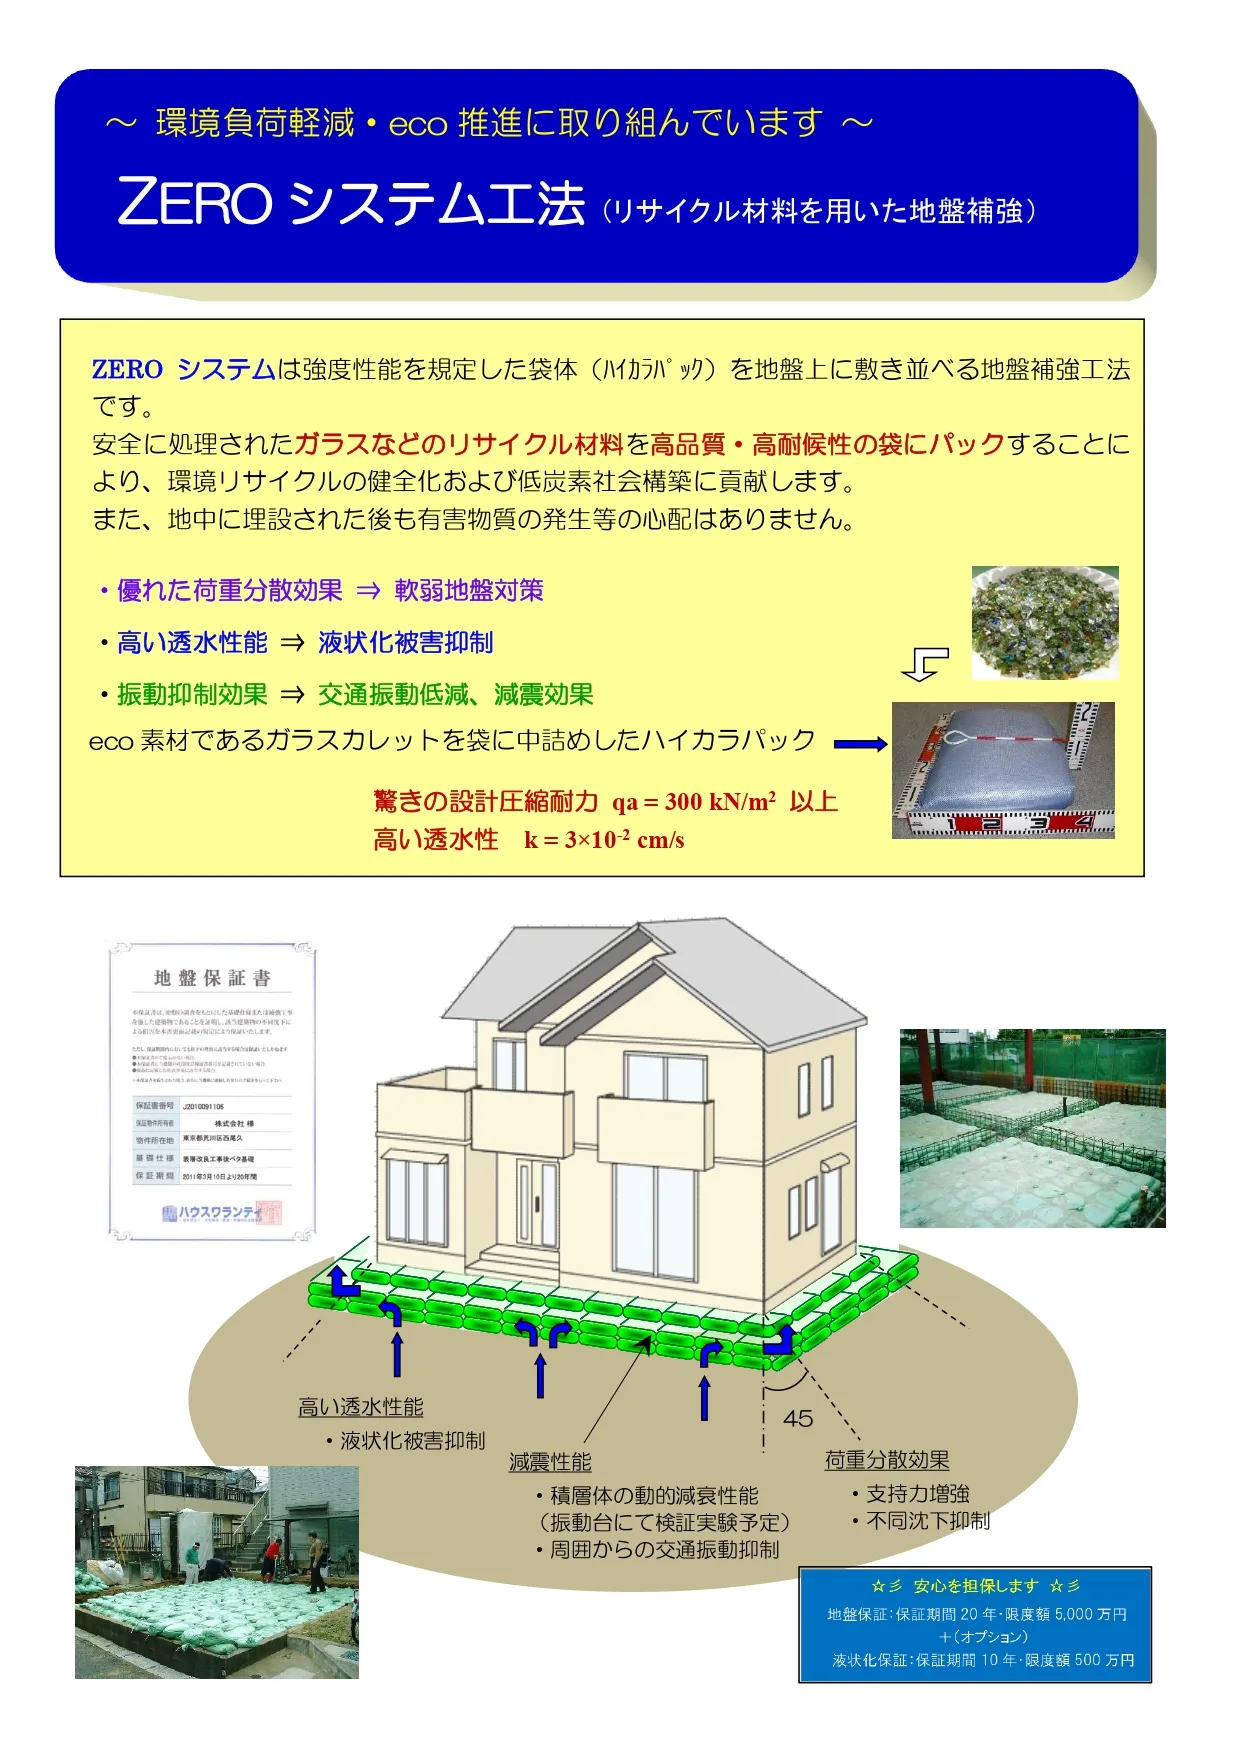 ～ 環境負荷軽減・eco 推進に取り組んでいます ～
ZERO システム工法（リサイクル材料を用いた地盤補強）
ZERO システムは強度性能を規定した袋体（ﾊｲｶﾗﾊﾟｯｸ）を地盤上に敷き並べる地盤補強工法
です。
安全に処理されたガラスなどのリサイクル材料を高品質・高耐候性の袋にパックすることに
より、環境リサイクルの健全化および低炭素社会構築に貢献します。
また、地中に埋設された後も有害物質の発生等の心配はありません。
・優れた荷重分散効果 ⇒ 軟弱地盤対策
・高い透水性能 ⇒ 液状化被害抑制
・振動抑制効果 ⇒ 交通振動低減、減震効果
eco 素材であるガラスカレットを袋に中詰めしたハイカラパック
驚きの設計圧縮耐力 qa = 300 kN/m² 以上
高い透水性 k = 3×10⁻² cm/s
1 2 3 4
地盤保証書
保証書番号 J2010091106
保証物件所有者 株式会社 様
物件所在地 東京都荒川区西尾久
基礎仕様 表層改良工事後ベタ基礎
保証期間 2011年3月10日より20年間
ハウスワランティ
45
高い透水性能
・液状化被害抑制
減震性能
・積層体の動的減衰性能
（振動台にて検証実験予定）
・周囲からの交通振動抑制
荷重分散効果
・支持力増強
・不同沈下抑制
☆彡 安心を担保します ☆彡
地盤保証：保証期間 20 年・限度額 5,000 万円
＋（オプション）
液状化保証：保証期間 10 年・限度額 500 万円